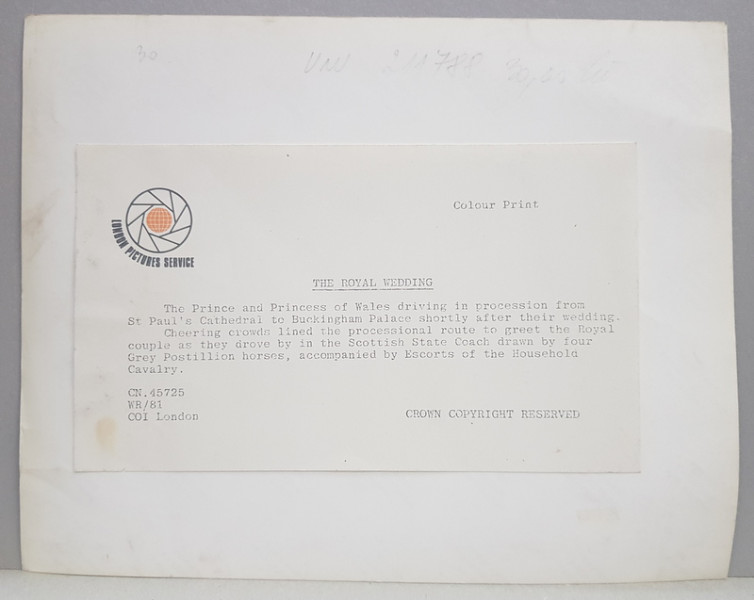 30
LONDON PICTURES SERVICE
Colour Print
THE ROYAL WEDDING
The Prince and Princess of Wales driving in procession from
St Paul's Cathedral to Buckingham Palace shortly after their wedding.
Cheering crowds lined the processional route to greet the Royal
couple as they drove by in the Scottish State Coach drawn by four
Grey Postillion horses, accompanied by Escorts of the Household
Cavalry.
CN.45725
WR/81
COI London
CROWN COPYRIGHT RESERVED